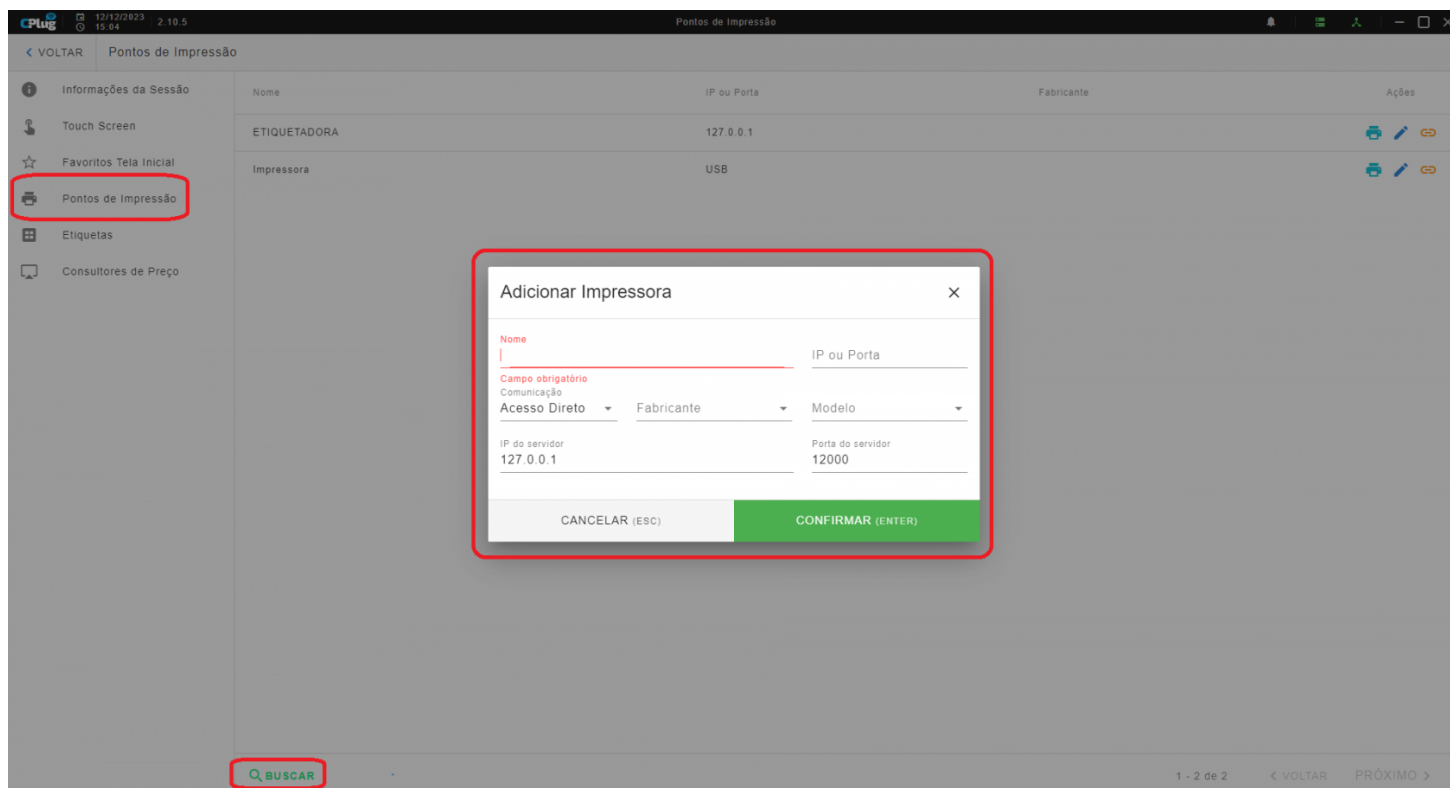 CPlug 12/12/2023 15:04 2.10.5 Pontos de Impressão
VOLTAR Pontos de Impressão
Informações da Sessão
Touch Screen
Favoritos Tela Inicial
Pontos de Impressão
Etiquetas
Consultores de Preço
Nome IP ou Porta Fabricante Ações
ETIQUETADORA 127.0.0.1
Impressora USB
Adicionar Impressora
Nome
IP ou Porta
Campo obrigatório
Comunicação
Acesso Direto Fabricante Modelo
IP do servidor Porta do servidor
127.0.0.1 12000
CANCELAR (ESC) CONFIRMAR (ENTER)
BUSCAR 1 - 2 de 2 VOLTAR PRÓXIMO